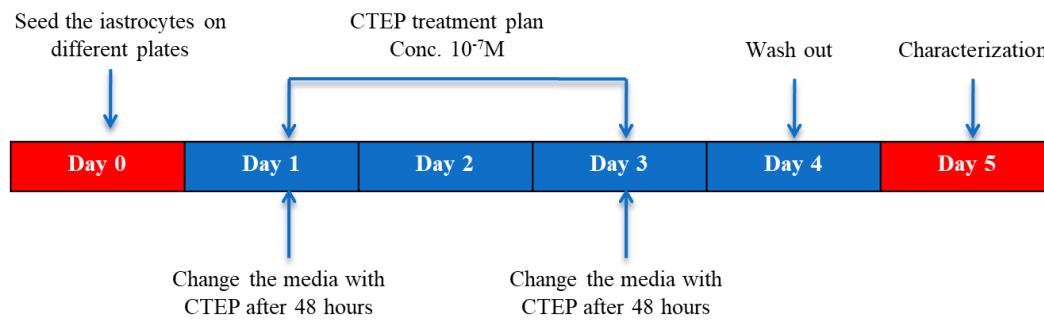 Seed the iastrocytes on
different plates
CTEP treatment plan
Conc. 10⁻⁷M
Wash out
Characterization
Day 0
Day 1
Day 2
Day 3
Day 4
Day 5
Change the media with
CTEP after 48 hours
Change the media with
CTEP after 48 hours